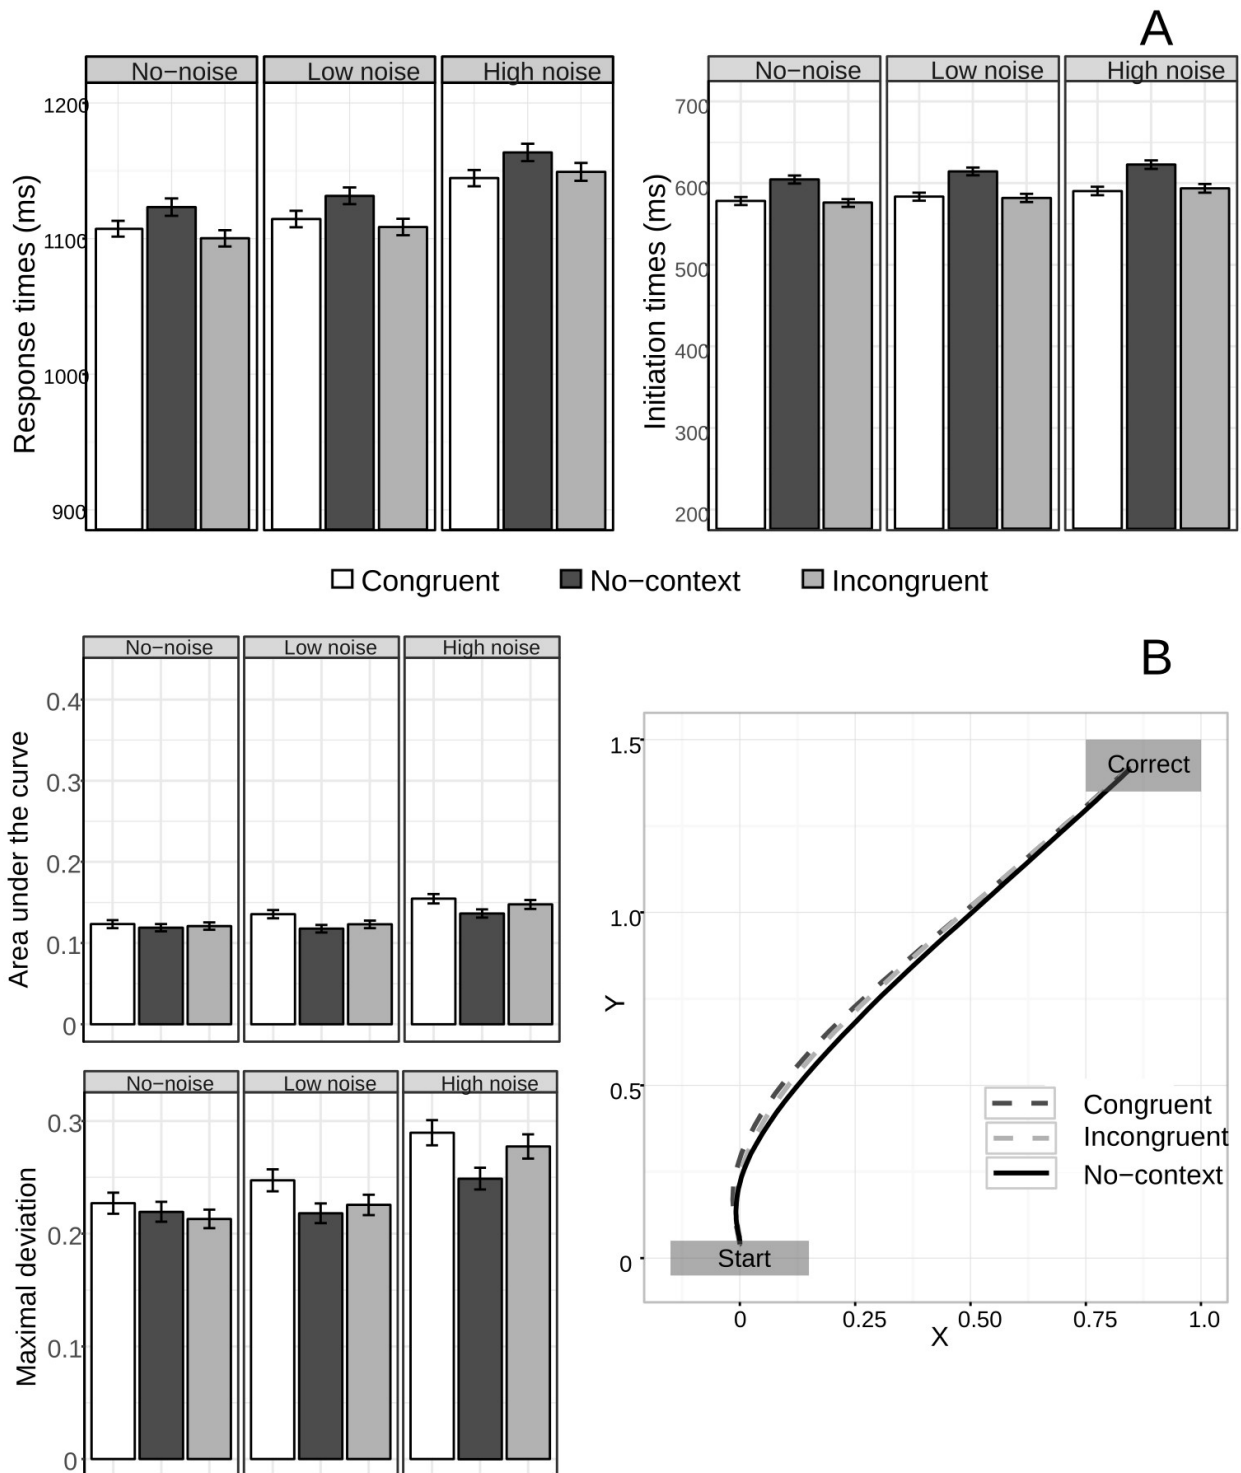 A
No−noise Low noise High noise
1200
1100
1000
900
Response times (ms)
No−noise Low noise High noise
700
600
500
400
300
200
Initiation times (ms)
Congruent No−context Incongruent
No−noise Low noise High noise
0.4
0.3
0.2
0.1
0
Area under the curve
No−noise Low noise High noise
0.3
0.2
0.1
0
Maximal deviation
B
1.5
1.0
0.5
0
Y
Correct
Start
Congruent
Incongruent
No−context
0 0.25 0.50 0.75 1.0
X